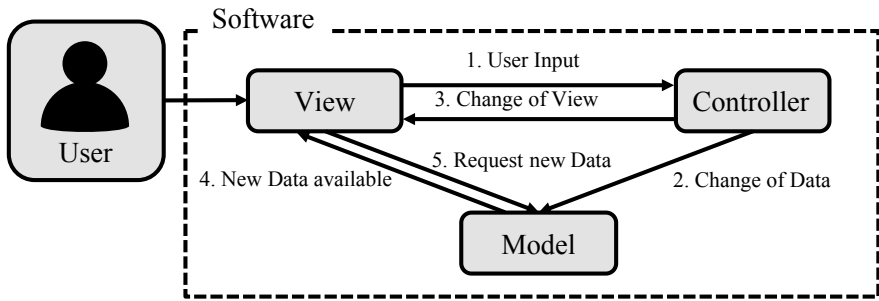 Software
1. User Input
View
3. Change of View
Controller
User
5. Request new Data
4. New Data available
2. Change of Data
Model